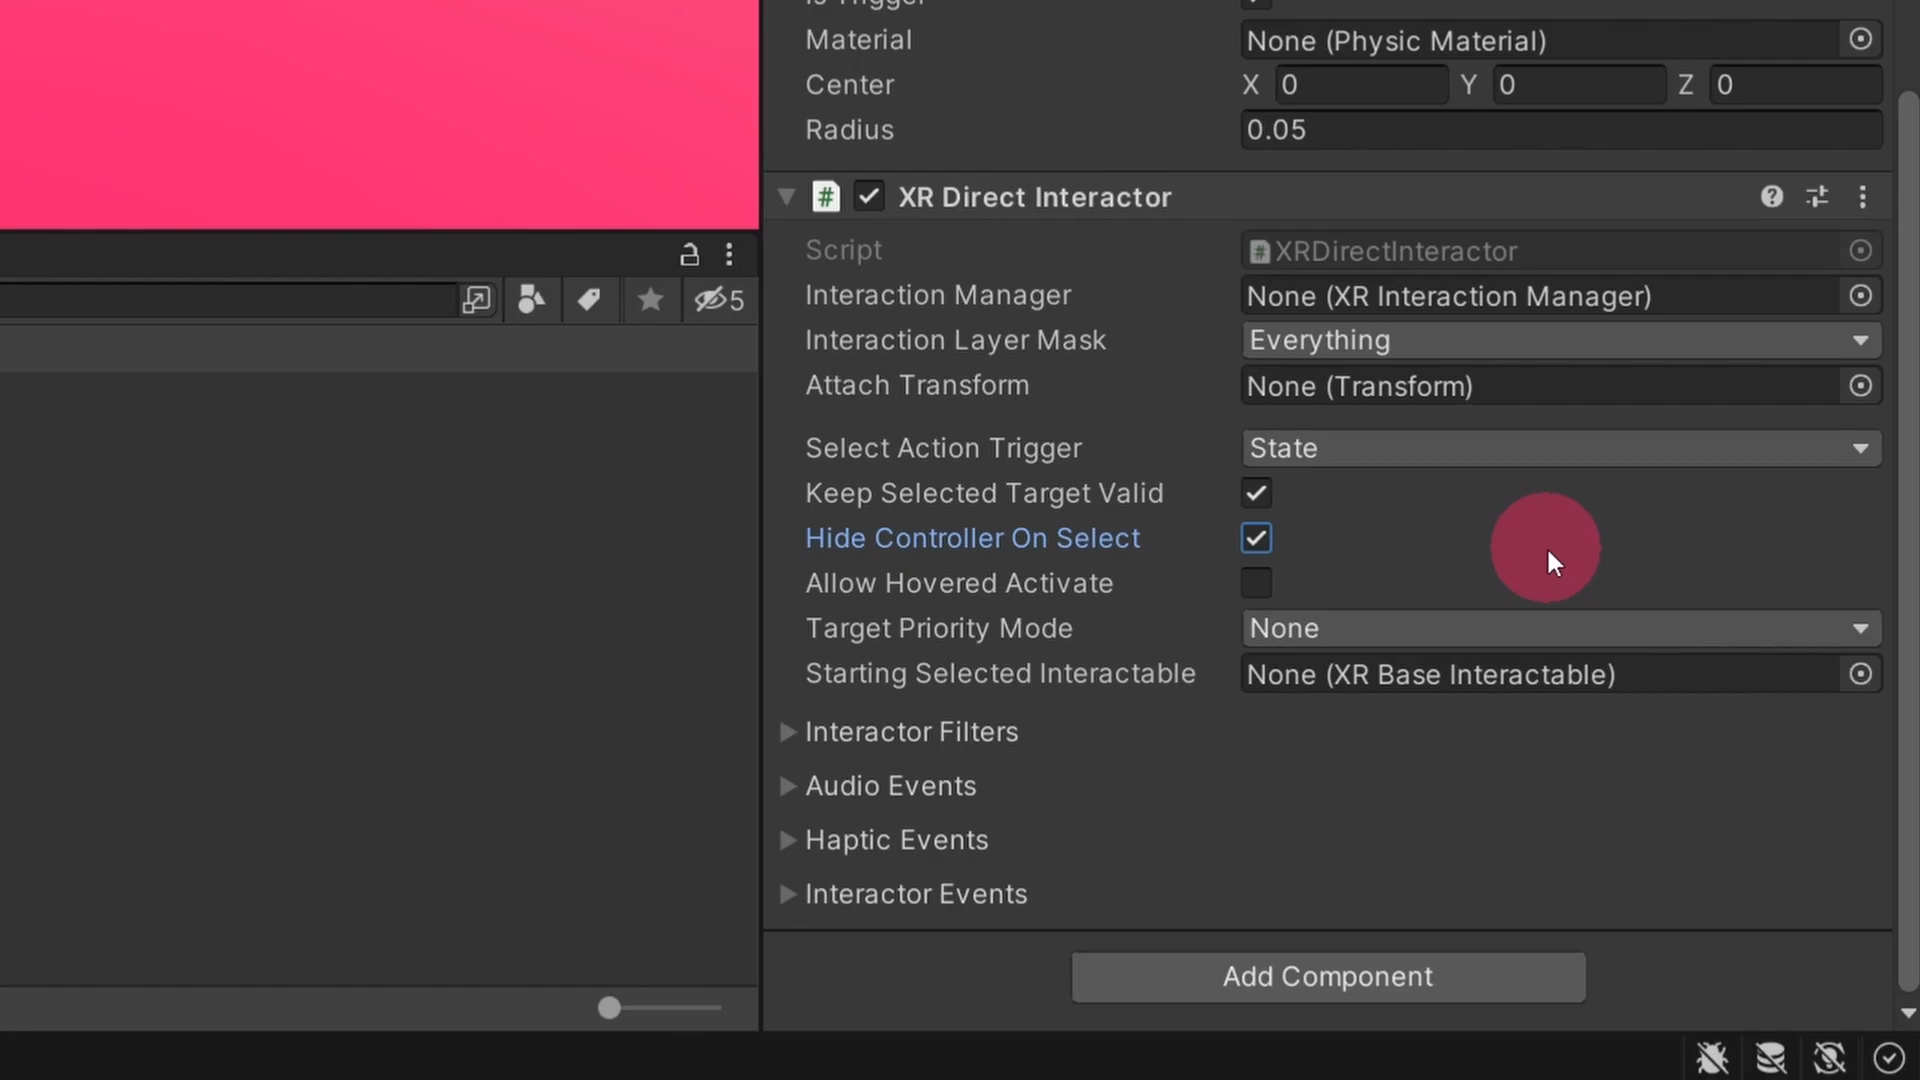 Is Trigger
Material None (Physic Material)
Center X 0 Y 0 Z 0
Radius 0.05
# XR Direct Interactor
Script # XRDirectInteractor
Interaction Manager None (XR Interaction Manager)
5
Interaction Layer Mask Everything
Attach Transform None (Transform)
Select Action Trigger State
Keep Selected Target Valid
Hide Controller On Select
Allow Hovered Activate
Target Priority Mode None
Starting Selected Interactable None (XR Base Interactable)
Interactor Filters
Audio Events
Haptic Events
Interactor Events
Add Component